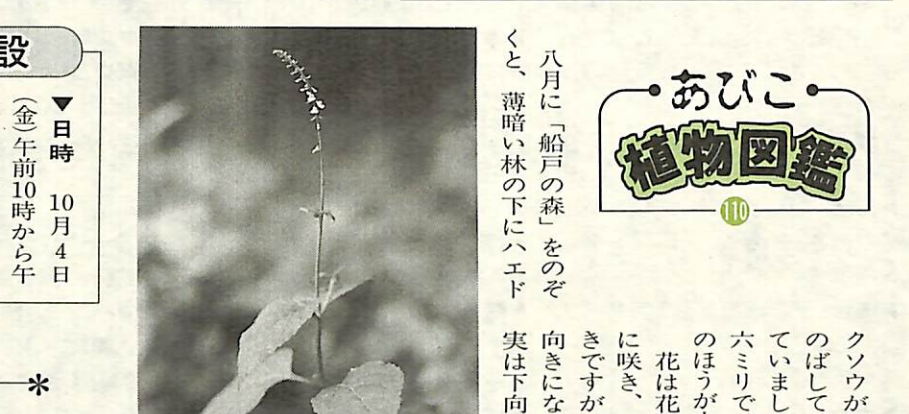 あびこ
植物図鑑
110
八月に「船戸の森」をのぞ
くと、薄暗い林の下にハエド
クソウが
のばして
ていまし
六ミリで
のほうが
花は花
に咲き、
きですが
向きにな
実は下向
設
▼日時　10月4日
(金)午前10時から午
＊